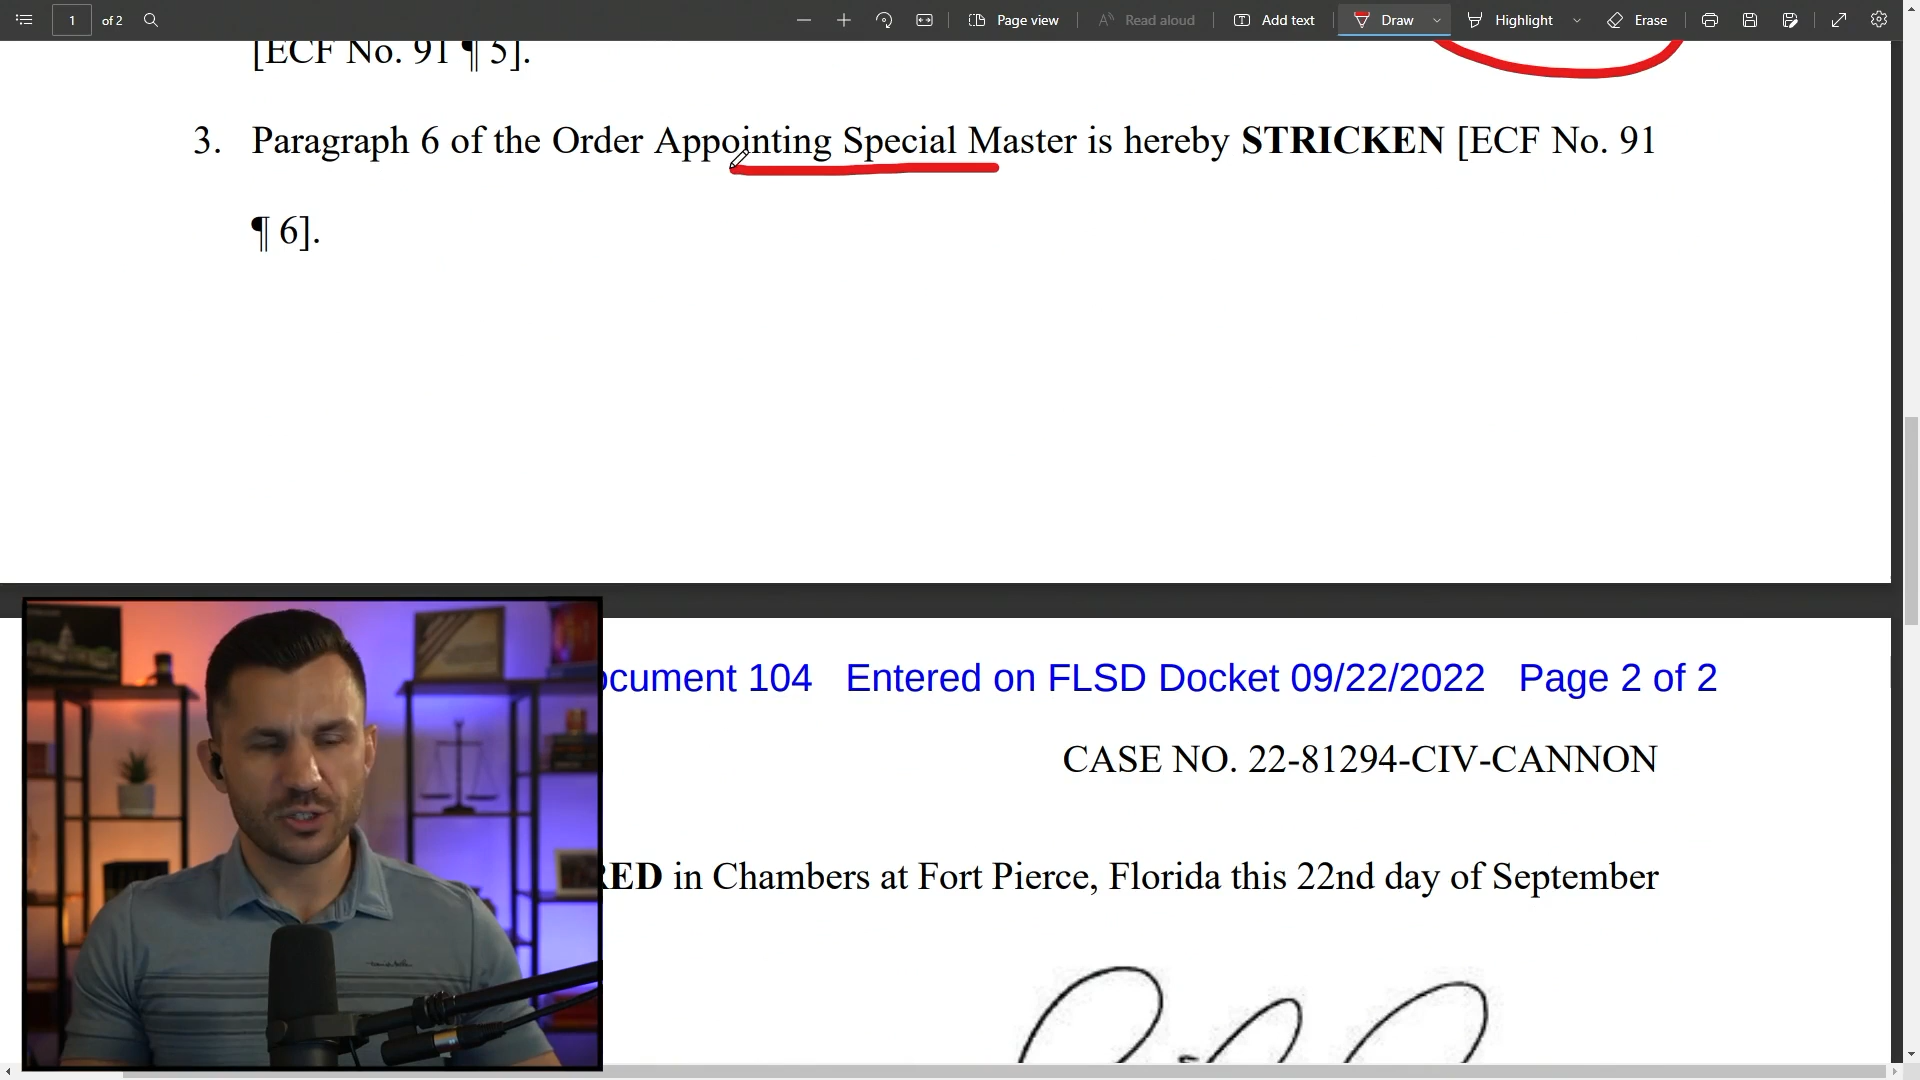 1 of 2 Page view Read aloud Add text Draw Highlight Erase
[ECF No. 91 ¶ 5].
3. Paragraph 6 of the Order Appointing Special Master is hereby STRICKEN [ECF No. 91
¶ 6].
ocument 104 Entered on FLSD Docket 09/22/2022 Page 2 of 2
CASE NO. 22-81294-CIV-CANNON
RED in Chambers at Fort Pierce, Florida this 22nd day of September